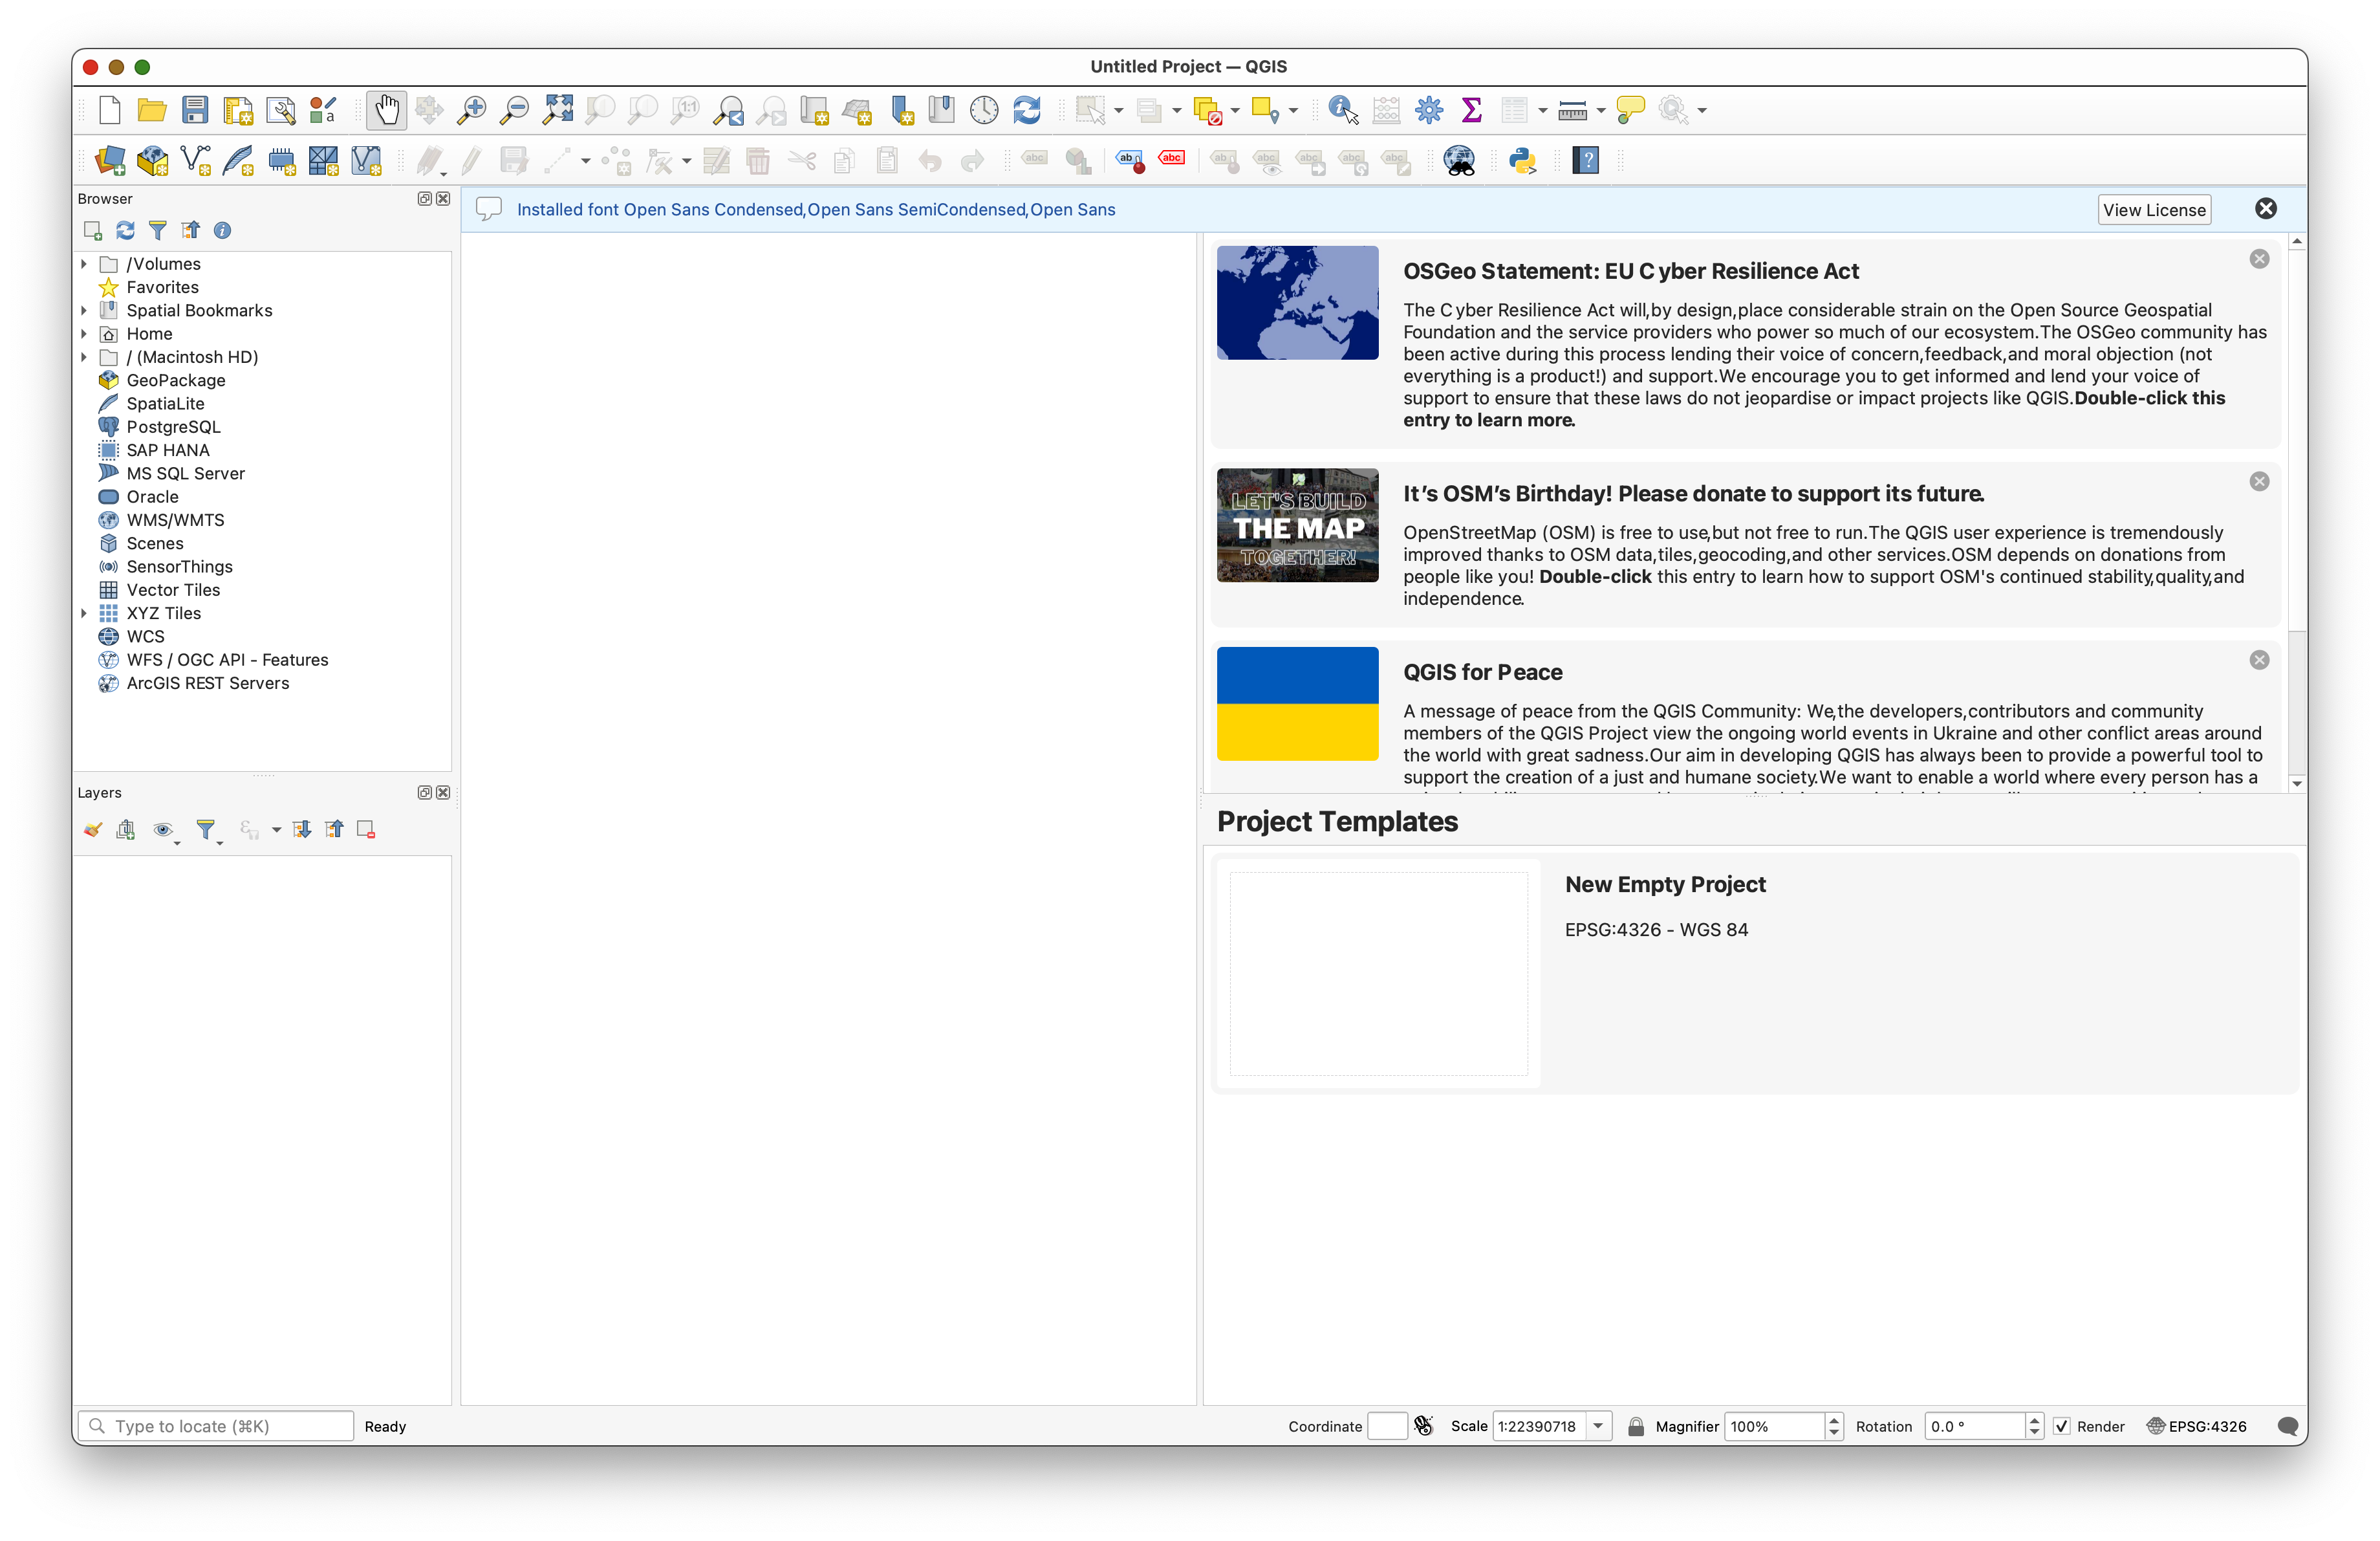 Untitled Project — QGIS
a
1:1
abc
ab
abc
ab
abc
abc
abc
abc
?
Browser
Installed font Open Sans Condensed,Open Sans SemiCondensed,Open Sans
View License
/Volumes
Favorites
Spatial Bookmarks
Home
/ (Macintosh HD)
GeoPackage
SpatiaLite
PostgreSQL
SAP HANA
MS SQL Server
Oracle
WMS/WMTS
Scenes
SensorThings
Vector Tiles
XYZ Tiles
WCS
WFS / OGC API - Features
ArcGIS REST Servers
OSGeo Statement: EU Cyber Resilience Act
The Cyber Resilience Act will,by design,place considerable strain on the Open Source Geospatial
Foundation and the service providers who power so much of our ecosystem.The OSGeo community has
been active during this process lending their voice of concern,feedback,and moral objection (not
everything is a product!) and support.We encourage you to get informed and lend your voice of
support to ensure that these laws do not jeopardise or impact projects like QGIS.Double-click this
entry to learn more.
LET'S BUILD
THE MAP
TOGETHER!
It’s OSM’s Birthday! Please donate to support its future.
OpenStreetMap (OSM) is free to use,but not free to run.The QGIS user experience is tremendously
improved thanks to OSM data,tiles,geocoding,and other services.OSM depends on donations from
people like you! Double-click this entry to learn how to support OSM's continued stability,quality,and
independence.
QGIS for Peace
A message of peace from the QGIS Community: We,the developers,contributors and community
members of the QGIS Project view the ongoing world events in Ukraine and other conflict areas around
the world with great sadness.Our aim in developing QGIS has always been to provide a powerful tool to
support the creation of a just and humane society.We want to enable a world where every person has a
Layers
Project Templates
New Empty Project
EPSG:4326 - WGS 84
Type to locate (⌘K)
Ready
Coordinate
Scale
1:22390718
Magnifier
100%
Rotation
0.0 °
Render
EPSG:4326